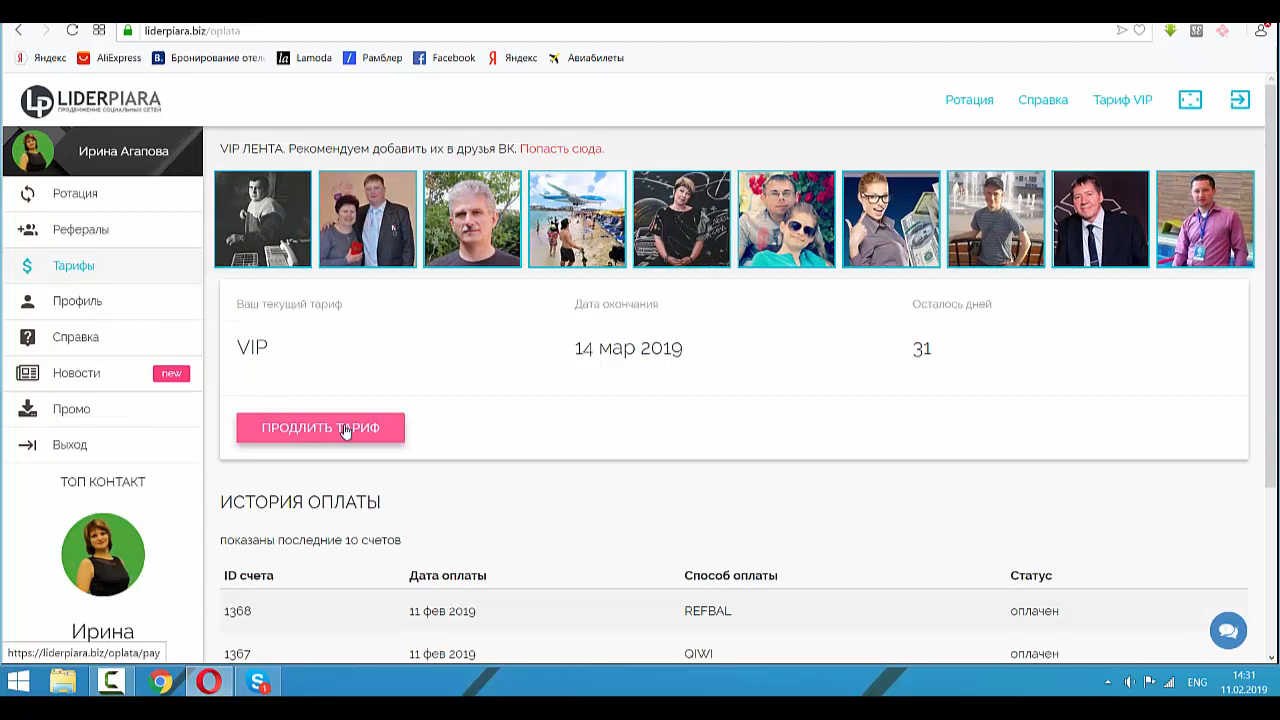 liderpiara.biz/oplata
Яндекс AliExpress Бронирование отел Lamoda Рамблер Facebook Яндекс Авиабилеты
LIDERPIARA
ПРОДВИЖЕНИЕ СОЦИАЛЬНЫХ СЕТЕЙ
Ротация Справка Тариф VIP
Ирина Агапова
VIP ЛЕНТА. Рекомендуем добавить их в друзья ВК. Попасть сюда.
Ротация
Рефералы
Тарифы
Профиль
Справка
Новости new
Промо
Выход
ТОП КОНТАКТ
Ирина
Ваш текущий тариф Дата окончания Осталось дней
VIP 14 мар 2019 31
ПРОДЛИТЬ ТАРИФ
ИСТОРИЯ ОПЛАТЫ
показаны последние 10 счетов
ID счета Дата оплаты Способ оплаты Статус
1368 11 фев 2019 REFBAL оплачен
1367 11 фев 2019 QIWI оплачен
https://liderpiara.biz/oplata/pay
ENG
14:31
11.02.2019